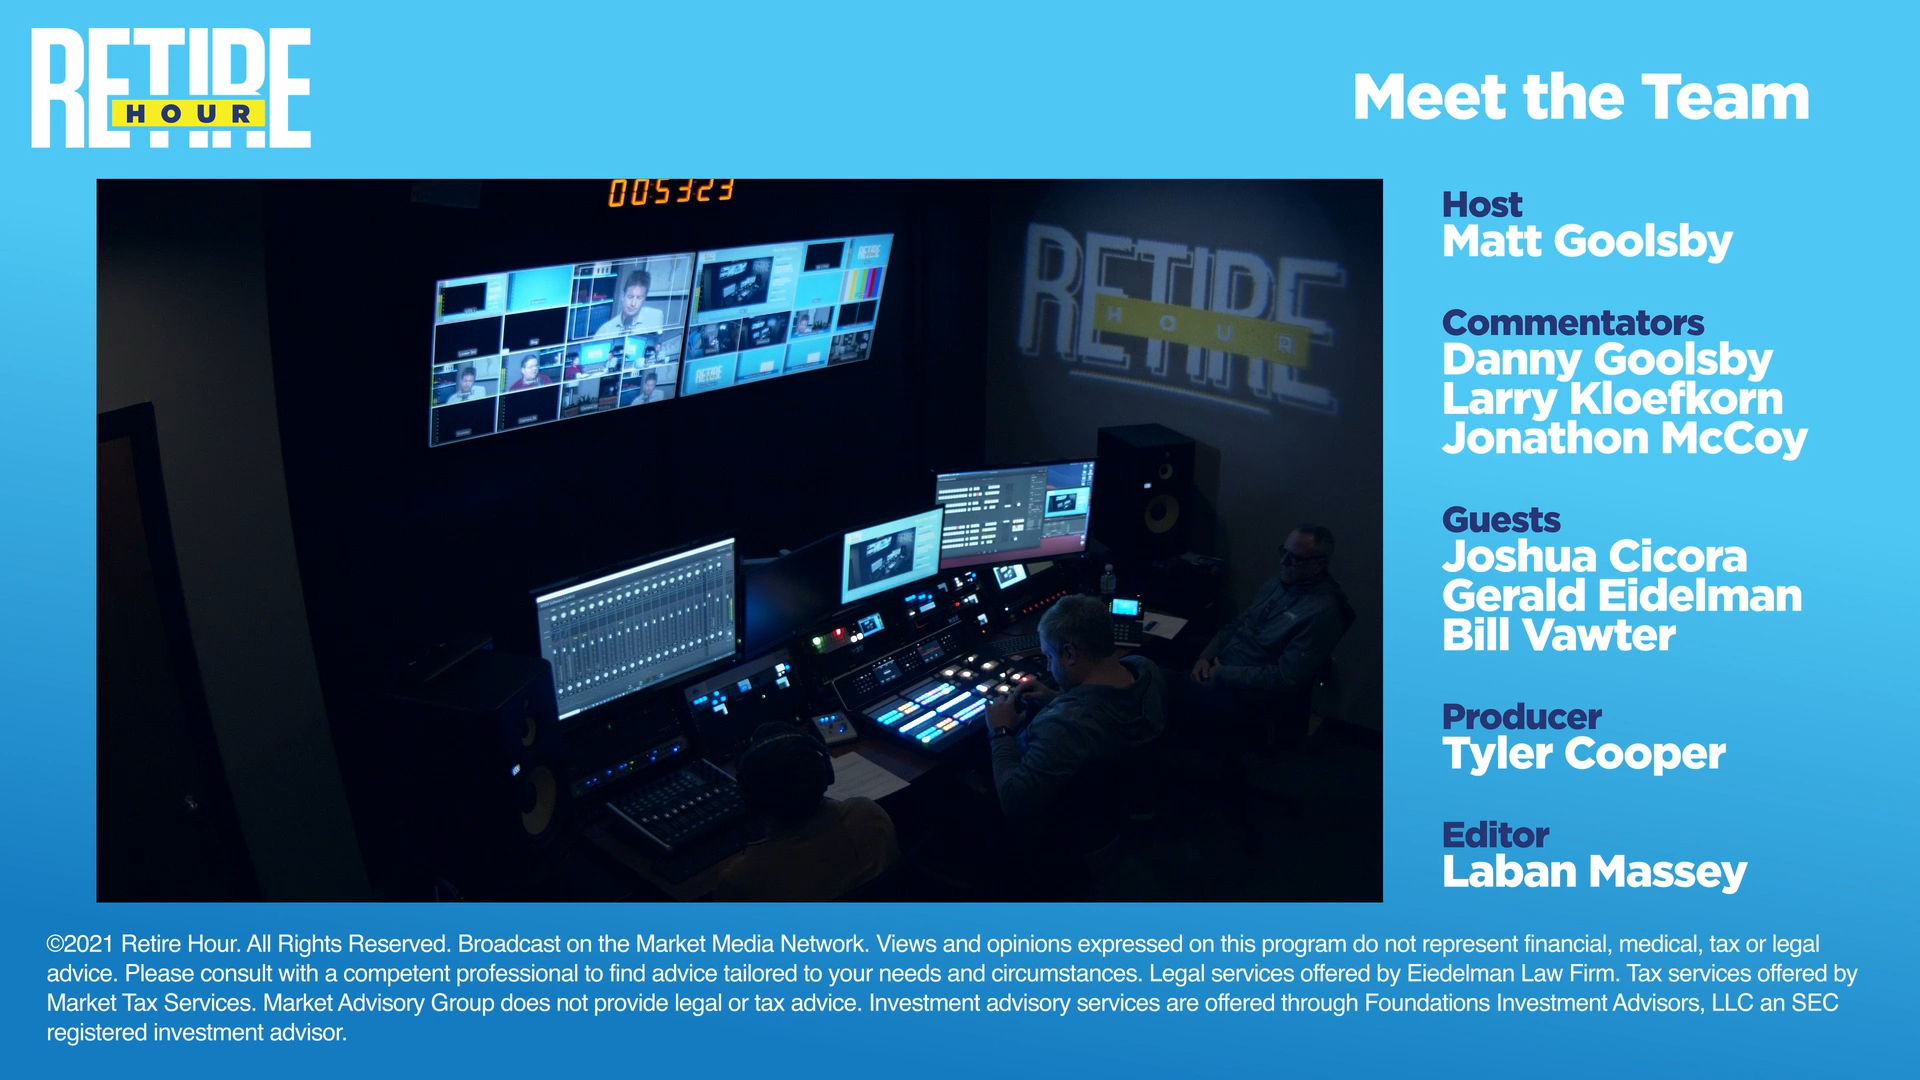 RETIRE
HOUR
Meet the Team
005323
RETIRE
HOUR
Host
Matt Goolsby
Commentators
Danny Goolsby
Larry Kloefkorn
Jonathon McCoy
Guests
Joshua Cicora
Gerald Eidelman
Bill Vawter
Producer
Tyler Cooper
Editor
Laban Massey
©2021 Retire Hour. All Rights Reserved. Broadcast on the Market Media Network. Views and opinions expressed on this program do not represent financial, medical, tax or legal
advice. Please consult with a competent professional to find advice tailored to your needs and circumstances. Legal services offered by Eiedelman Law Firm. Tax services offered by
Market Tax Services. Market Advisory Group does not provide legal or tax advice. Investment advisory services are offered through Foundations Investment Advisors, LLC an SEC
registered investment advisor.